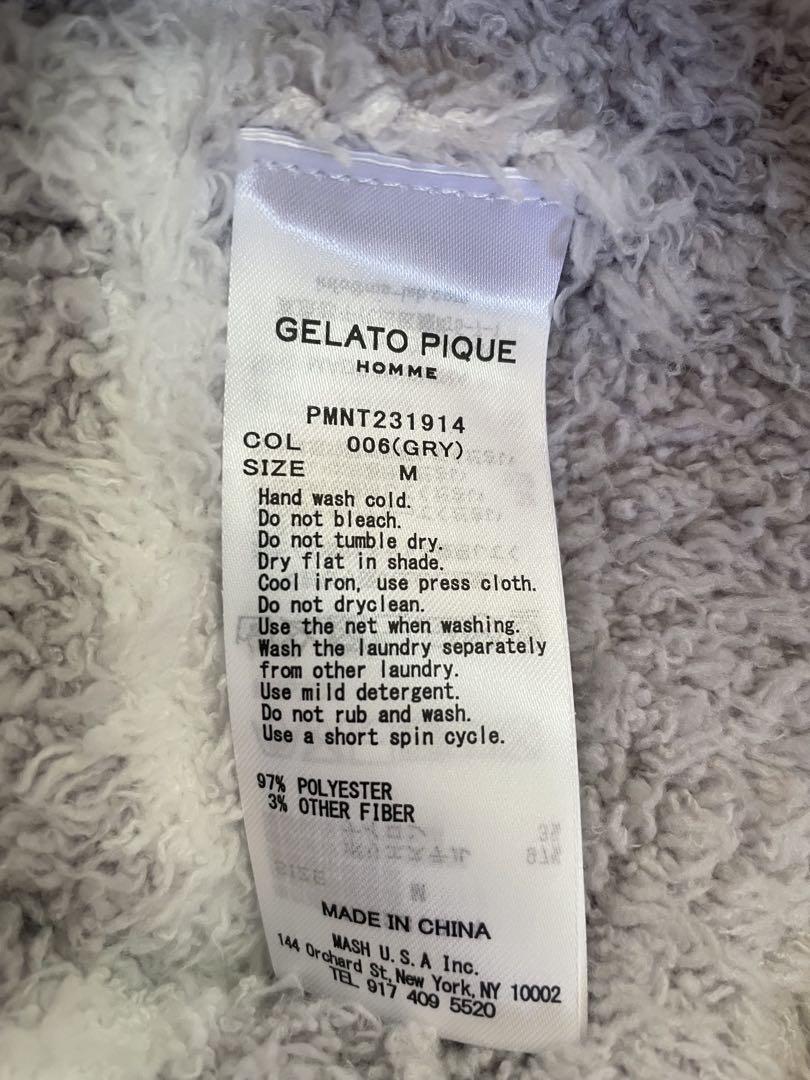 GELATO PIQUE
HOMME
PMNT231914
COL 006(GRY)
SIZE M
Hand wash cold.
Do not bleach.
Do not tumble dry.
Dry flat in shade.
Cool iron, use press cloth.
Do not dryclean.
Use the net when washing.
Wash the laundry separately
from other laundry.
Use mild detergent.
Do not rub and wash.
Use a short spin cycle.
97% POLYESTER
3% OTHER FIBER
MADE IN CHINA
MASH U.S.A Inc.
144 Orchard St, New York, NY 10002
TEL 917 409 5520